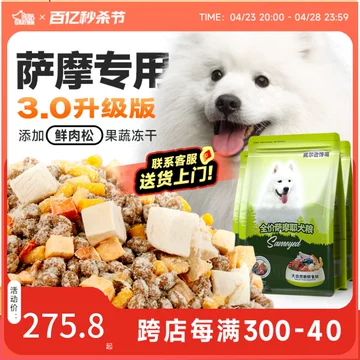 百亿秒杀节
TIME: 04/23 20:00 - 04/28 23:59
萨摩专用
3.0升级版
添加 鲜肉松 果蔬冻干
联系客服
送货上门!
全价萨摩耶犬粮
Samoyed
活动价:
275.8起
跨店每满300-40